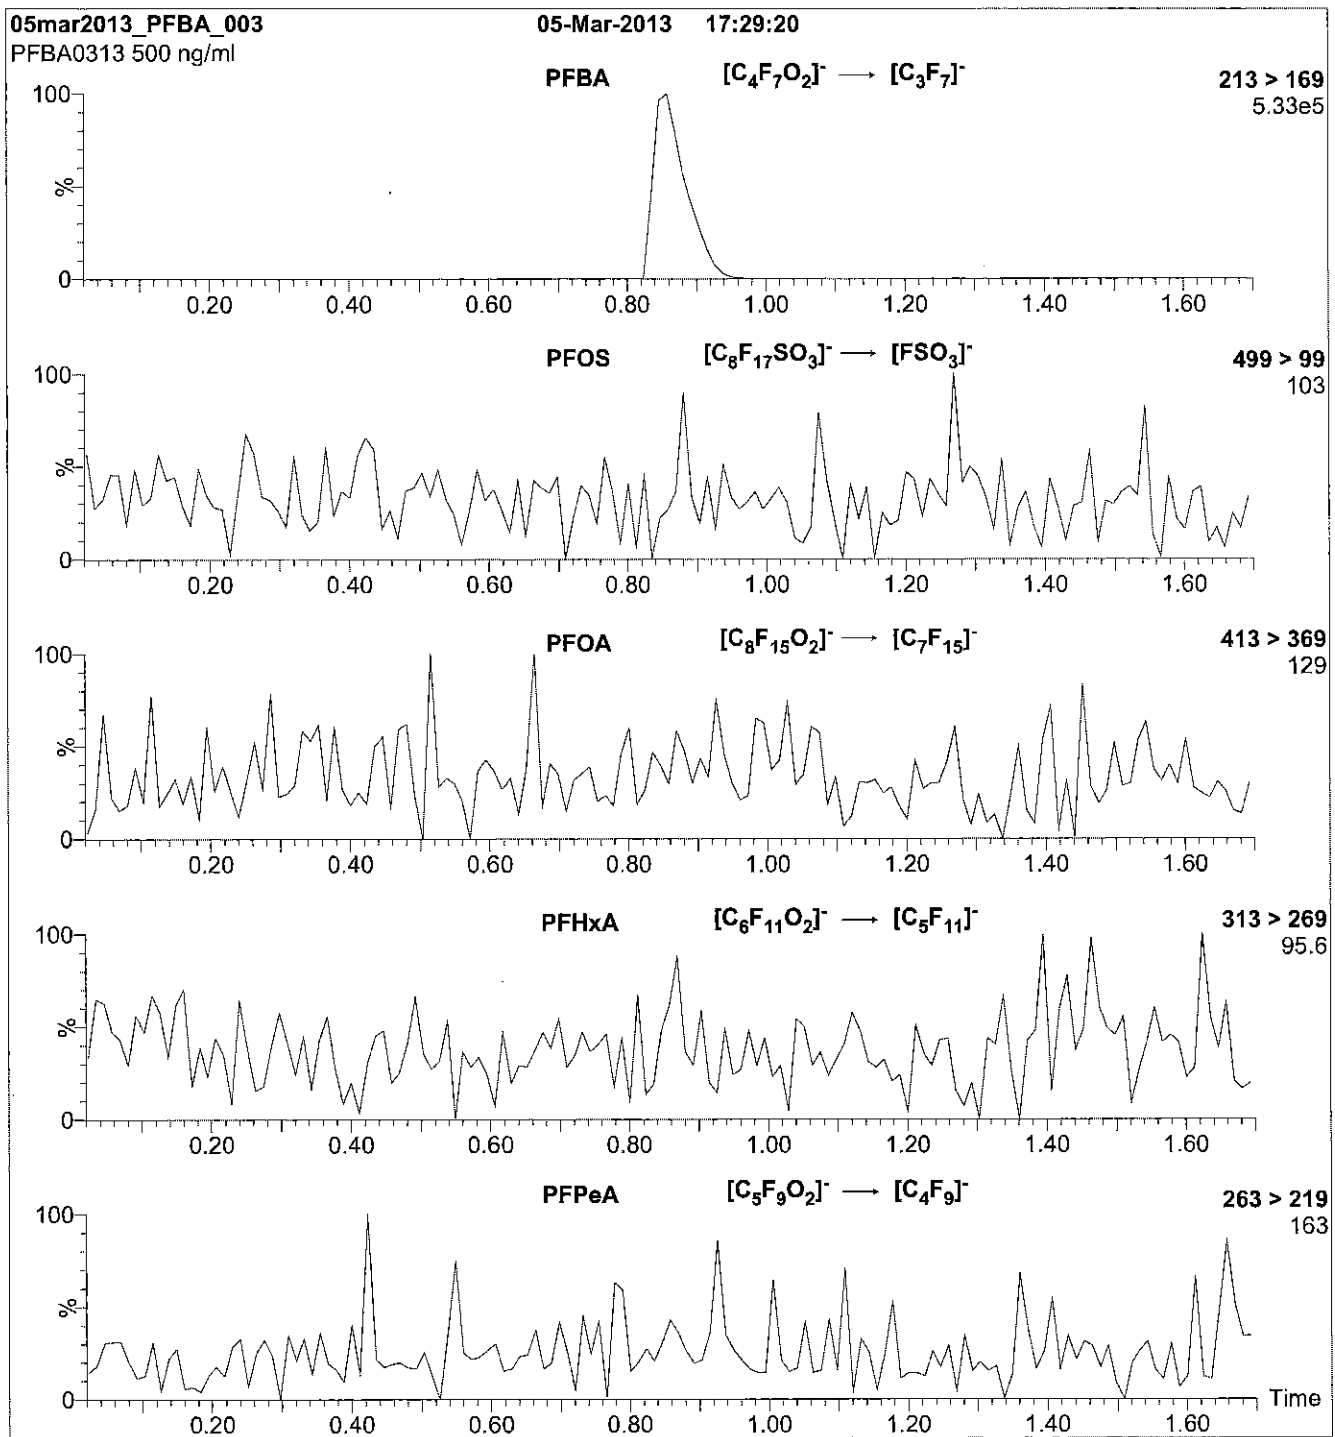 05mar2013_PFBA_003 05-Mar-2013 17:29:20
PFBA0313 500 ng/ml
PFBA [C₄F₇O₂]⁻ ⟶ [C₃F₇]⁻ 213 > 169
5.33e5
100
%
0
0.20 0.40 0.60 0.80 1.00 1.20 1.40 1.60
PFOS [C₈F₁₇SO₃]⁻ ⟶ [FSO₃]⁻ 499 > 99
103
100
%
0
0.20 0.40 0.60 0.80 1.00 1.20 1.40 1.60
PFOA [C₈F₁₅O₂]⁻ ⟶ [C₇F₁₅]⁻ 413 > 369
129
100
%
0
0.20 0.40 0.60 0.80 1.00 1.20 1.40 1.60
PFHxA [C₆F₁₁O₂]⁻ ⟶ [C₅F₁₁]⁻ 313 > 269
95.6
100
%
0
0.20 0.40 0.60 0.80 1.00 1.20 1.40 1.60
PFPeA [C₅F₉O₂]⁻ ⟶ [C₄F₉]⁻ 263 > 219
163
100
%
0 Time
0.20 0.40 0.60 0.80 1.00 1.20 1.40 1.60